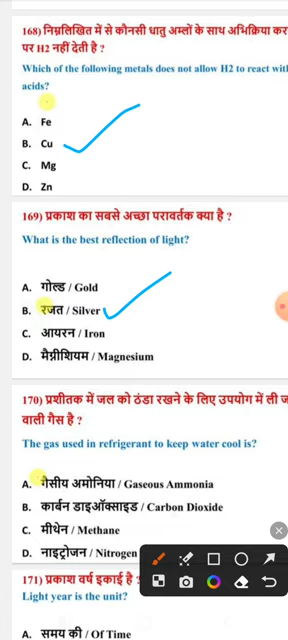 168) निम्नलिखित में से कौनसी धातु अम्लों के साथ अभिक्रिया कर
पर H2 नहीं देती है ?
Which of the following metals does not allow H2 to react with
acids?
A. Fe
B. Cu
C. Mg
D. Zn
169) प्रकाश का सबसे अच्छा परावर्तक क्या है ?
What is the best reflection of light?
A. गोल्ड / Gold
B. रजत / Silver
C. आयरन / Iron
D. मैग्नीशियम / Magnesium
170) प्रशीतक में जल को ठंडा रखने के लिए उपयोग में ली ज
वाली गैस है ?
The gas used in refrigerant to keep water cool is?
A. गैसीय अमोनिया / Gaseous Ammonia
B. कार्बन डाइऑक्साइड / Carbon Dioxide
C. मीथेन / Methane
D. नाइट्रोजन / Nitrogen
171) प्रकाश वर्ष इकाई है ?
Light year is the unit?
A. समय की / Of Time